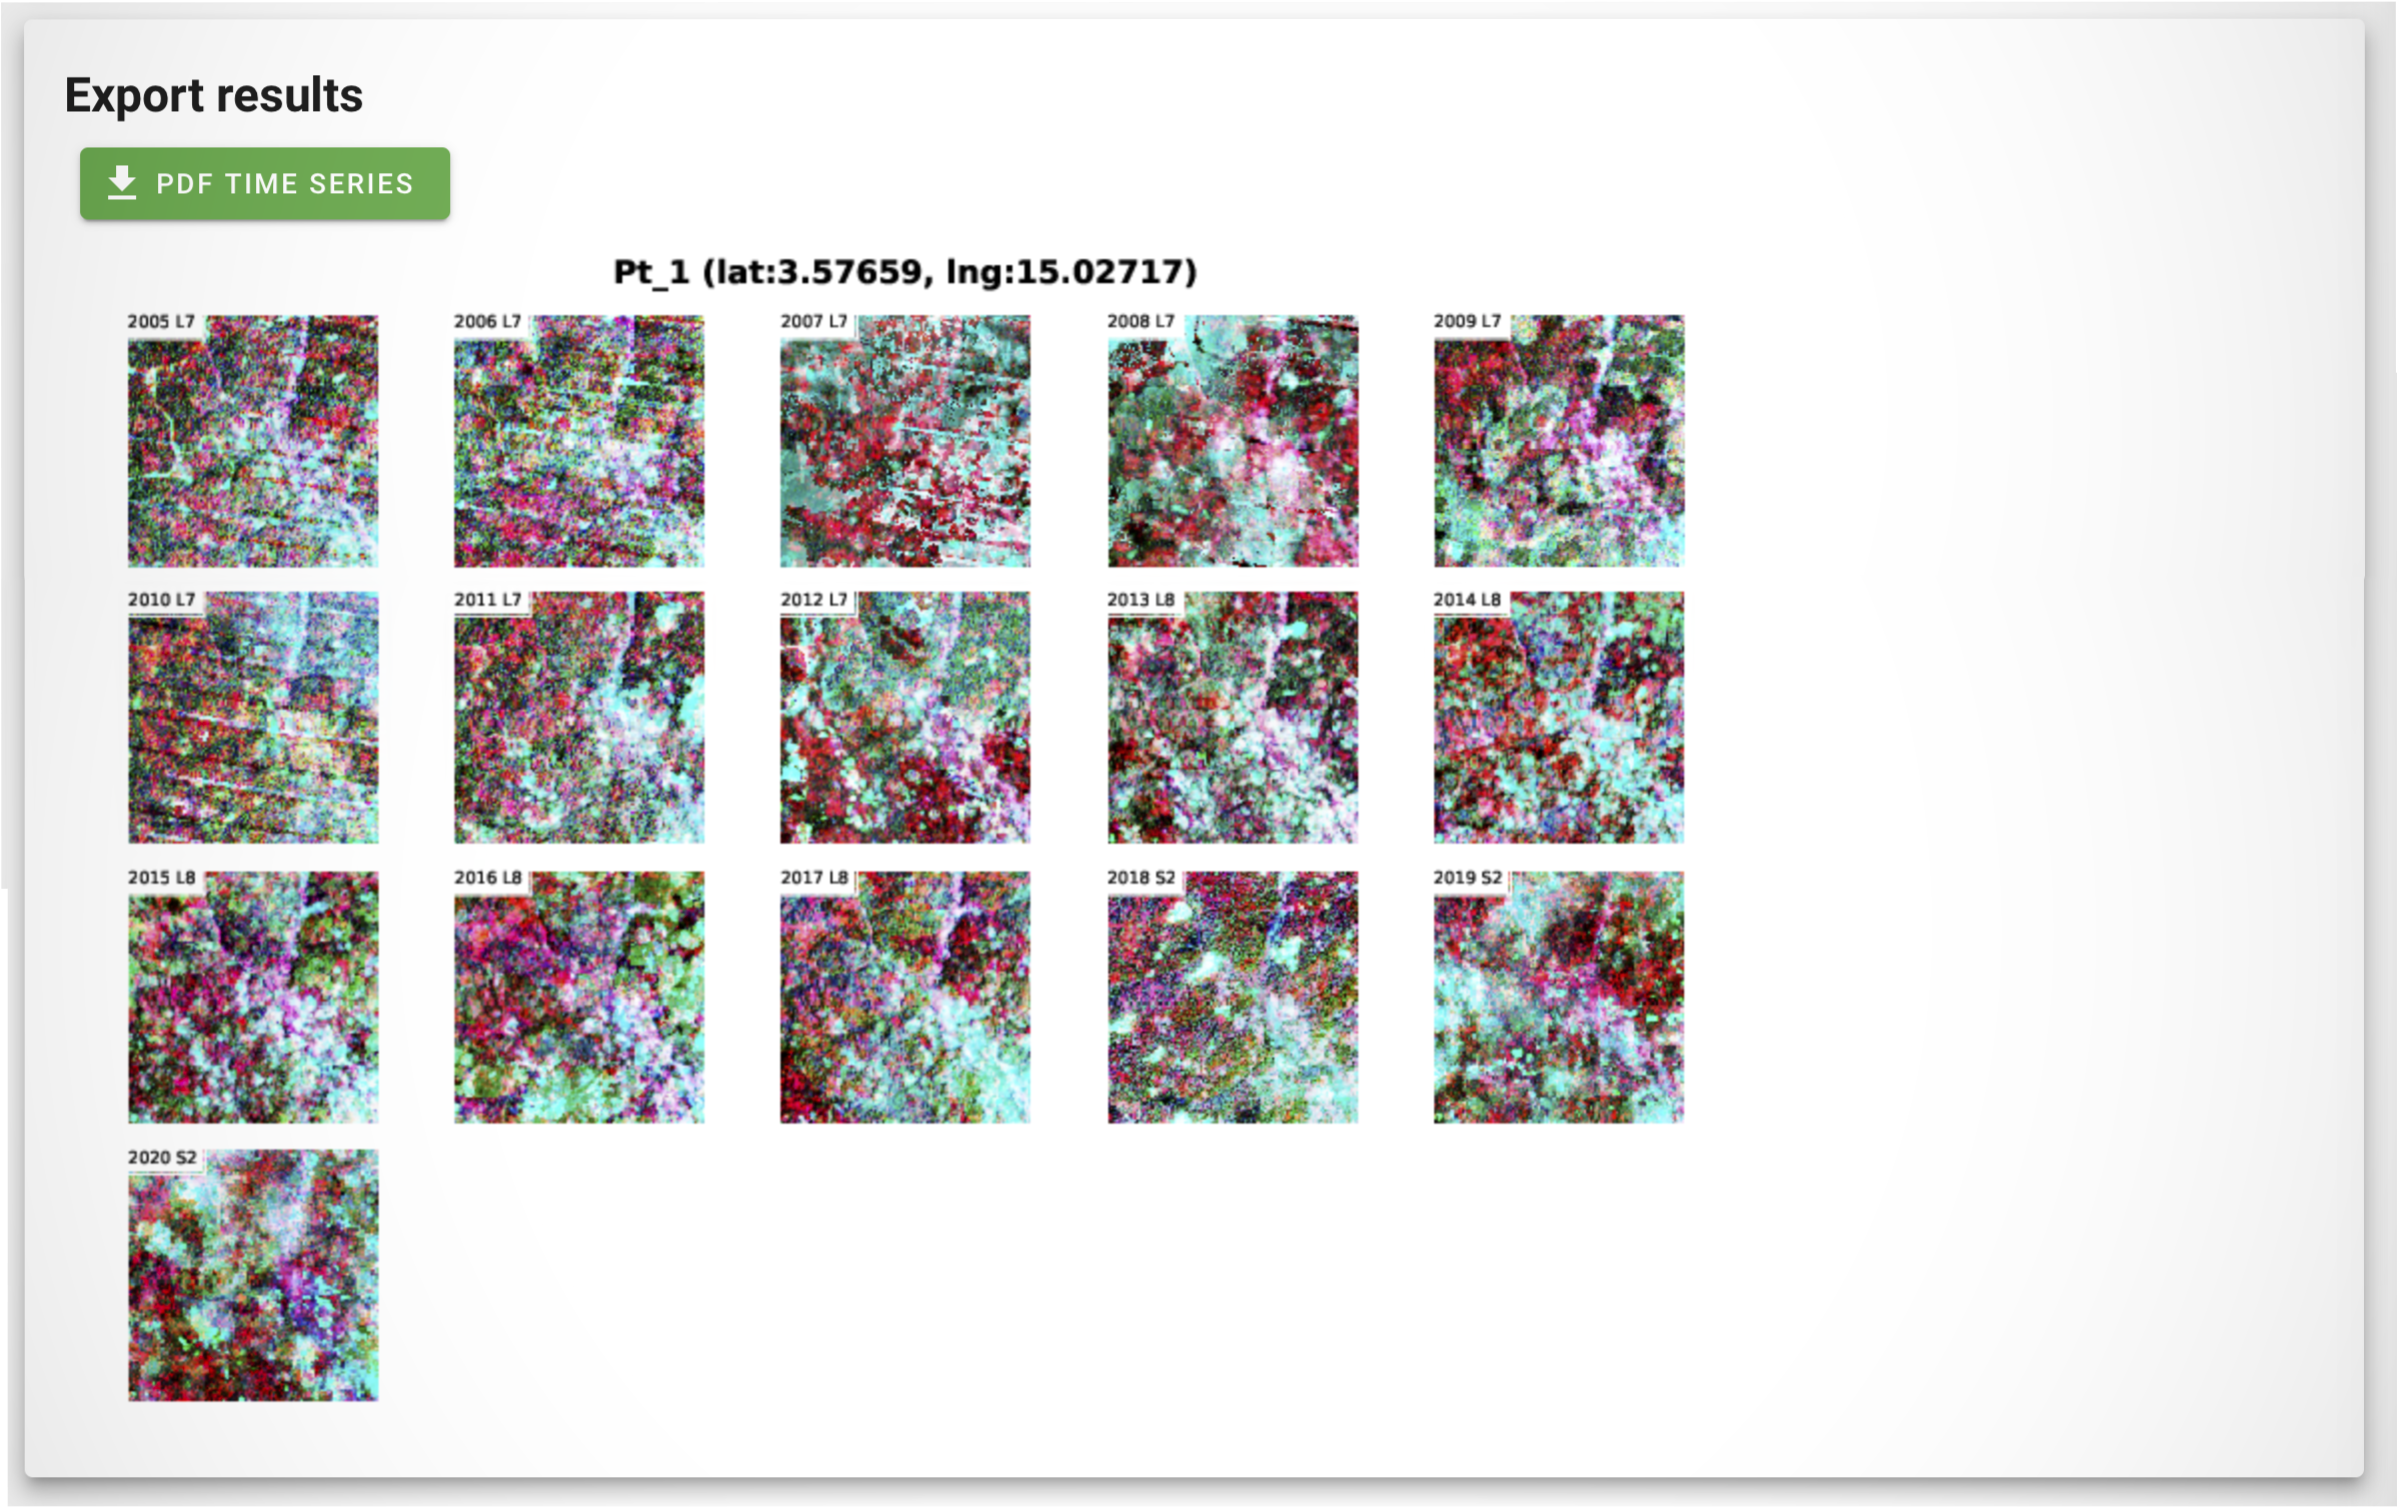 Export results
PDF TIME SERIES
Pt_1 (lat:3.57659, lng:15.02717)
2005 L7
2006 L7
2007 L7
2008 L7
2009 L7
2010 L7
2011 L7
2012 L7
2013 L8
2014 L8
2015 L8
2016 L8
2017 L8
2018 S2
2019 S2
2020 S2